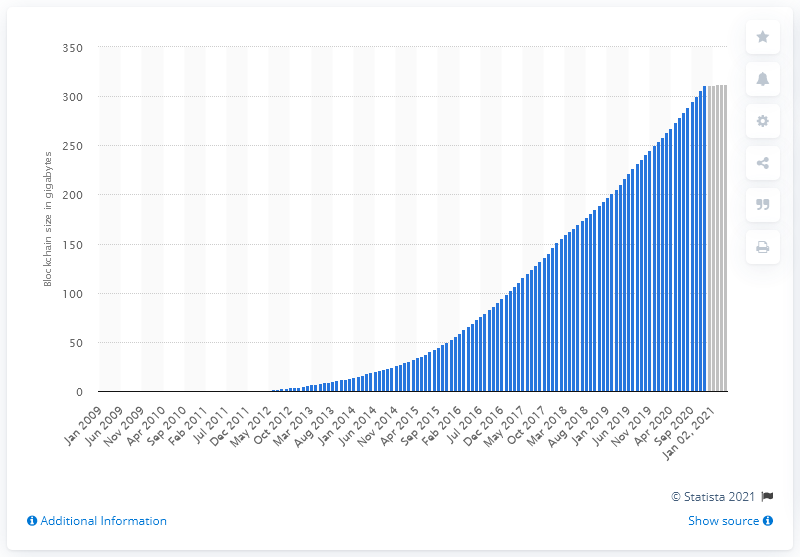 350
300
250
200
150
100
50
0
Blockchain size in gigabytes
Jan 2009
Jun 2009
Nov 2009
Apr 2010
Sep 2010
Feb 2011
Jul 2011
Dec 2011
May 2012
Oct 2012
Mar 2013
Aug 2013
Jan 2014
Jun 2014
Nov 2014
Apr 2015
Sep 2015
Feb 2016
Jul 2016
Dec 2016
May 2017
Oct 2017
Mar 2018
Aug 2018
Jan 2019
Jun 2019
Nov 2019
Apr 2020
Sep 2020
Jan 02, 2021
© Statista 2021
Additional Information
Show source